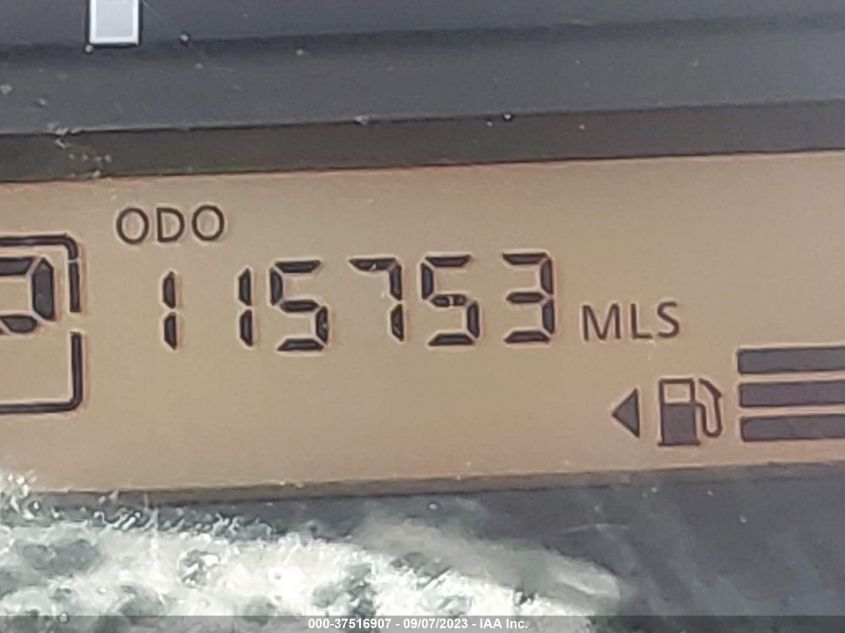 ODO
115753 MLS
000-37516907 - 09/07/2023 - IAA Inc.